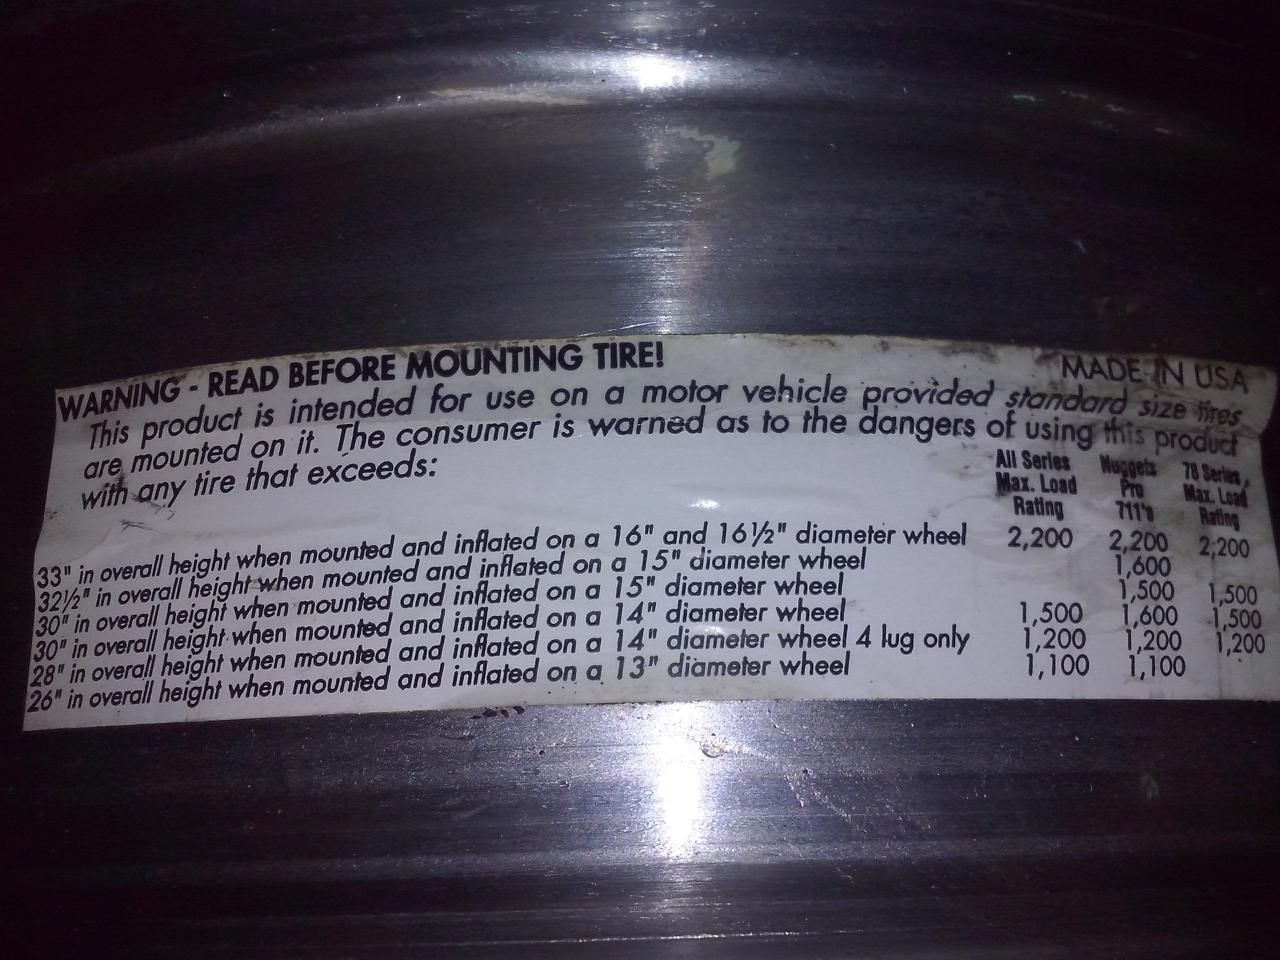 WARNING - READ BEFORE MOUNTING TIRE!
MADE IN USA
This product is intended for use on a motor vehicle provided standard size tires
are mounted on it. The consumer is warned as to the dangers of using this product
with any tire that exceeds:
All Series Max. Load Rating
Nuggets Pro 711's
78 Series, Max. Load Rating
33" in overall height when mounted and inflated on a 16" and 16½" diameter wheel 2,200 2,200 2,200
32½" in overall height when mounted and inflated on a 15" diameter wheel 1,600
30" in overall height when mounted and inflated on a 15" diameter wheel 1,500 1,500
30" in overall height when mounted and inflated on a 14" diameter wheel 1,500 1,600 1,500
28" in overall height when mounted and inflated on a 14" diameter wheel 4 lug only 1,200 1,200 1,200
26" in overall height when mounted and inflated on a 13" diameter wheel 1,100 1,100